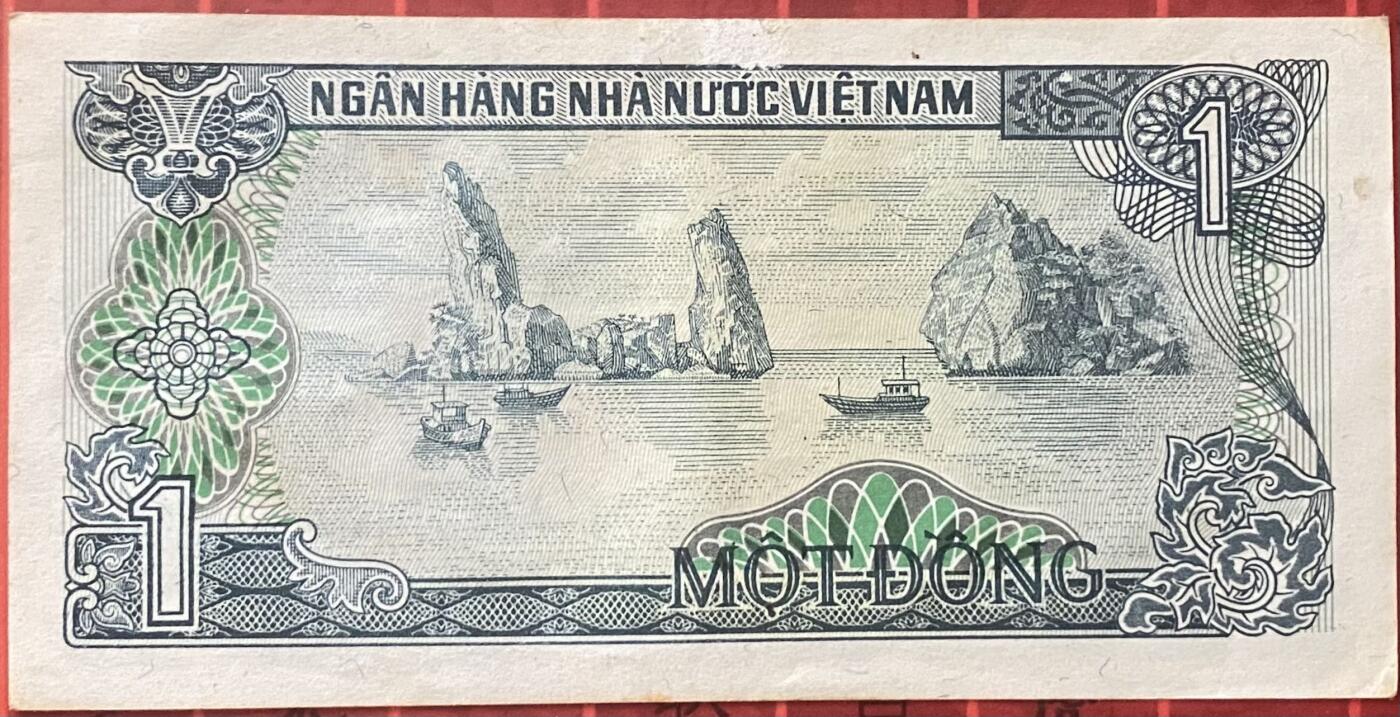 NGÂN HÀNG NHÀ NƯỚC VIỆT NAM
1
1
MỘT ĐỒNG